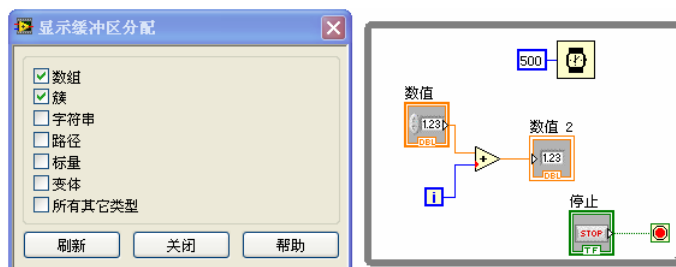 显示缓冲区分配
数组
簇
字符串
路径
标量
变体
所有其它类型
刷新
关闭
帮助
500
数值
1.23
DBL
数值 2
1.23
DBL
i
停止
STOP
TF